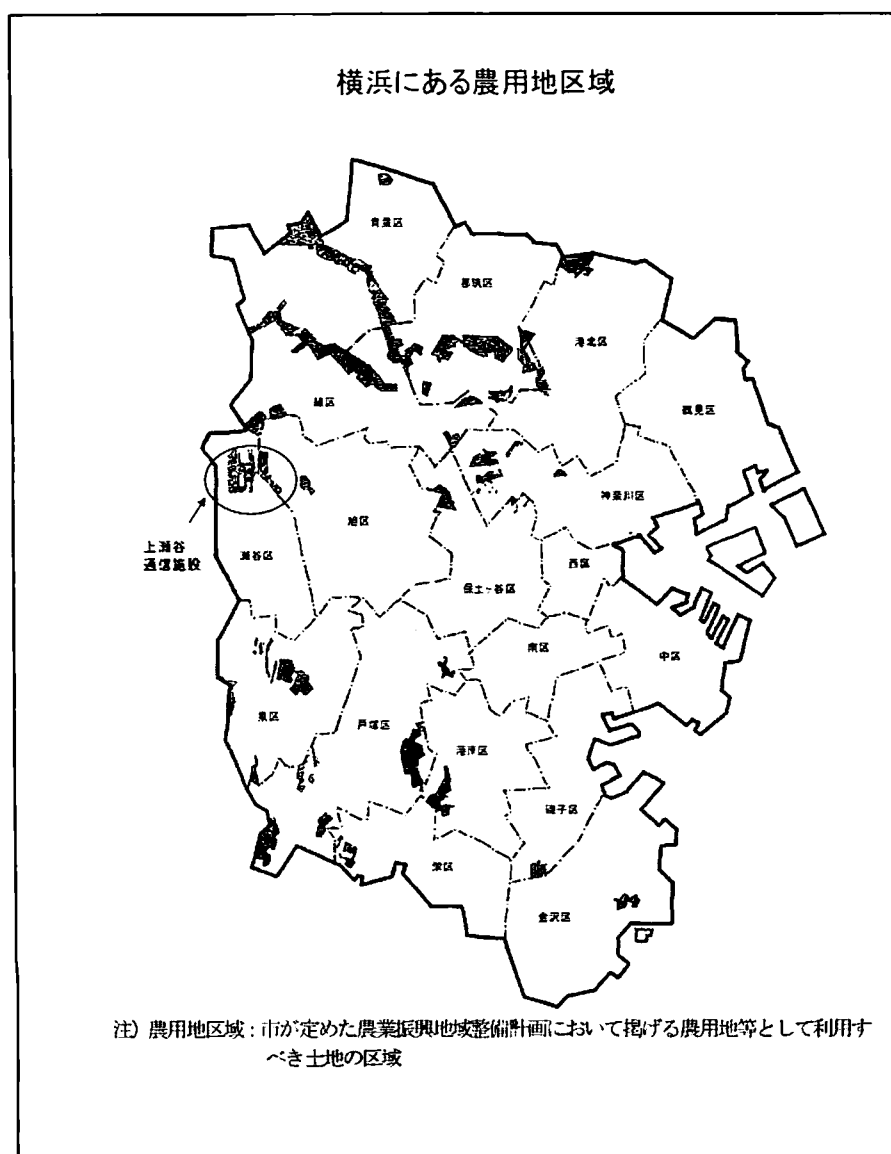 横浜にある農用地区域
青葉区
都筑区
港北区
緑区
鶴見区
神奈川区
旭区
上瀬谷
通信施設
瀬谷区
西区
保土ヶ谷区
南区
中区
泉区
戸塚区
港南区
磯子区
栄区
金沢区
注）農用地区域：市が定めた農業振興地域整備計画において掲げる農用地等として利用す
べき土地の区域